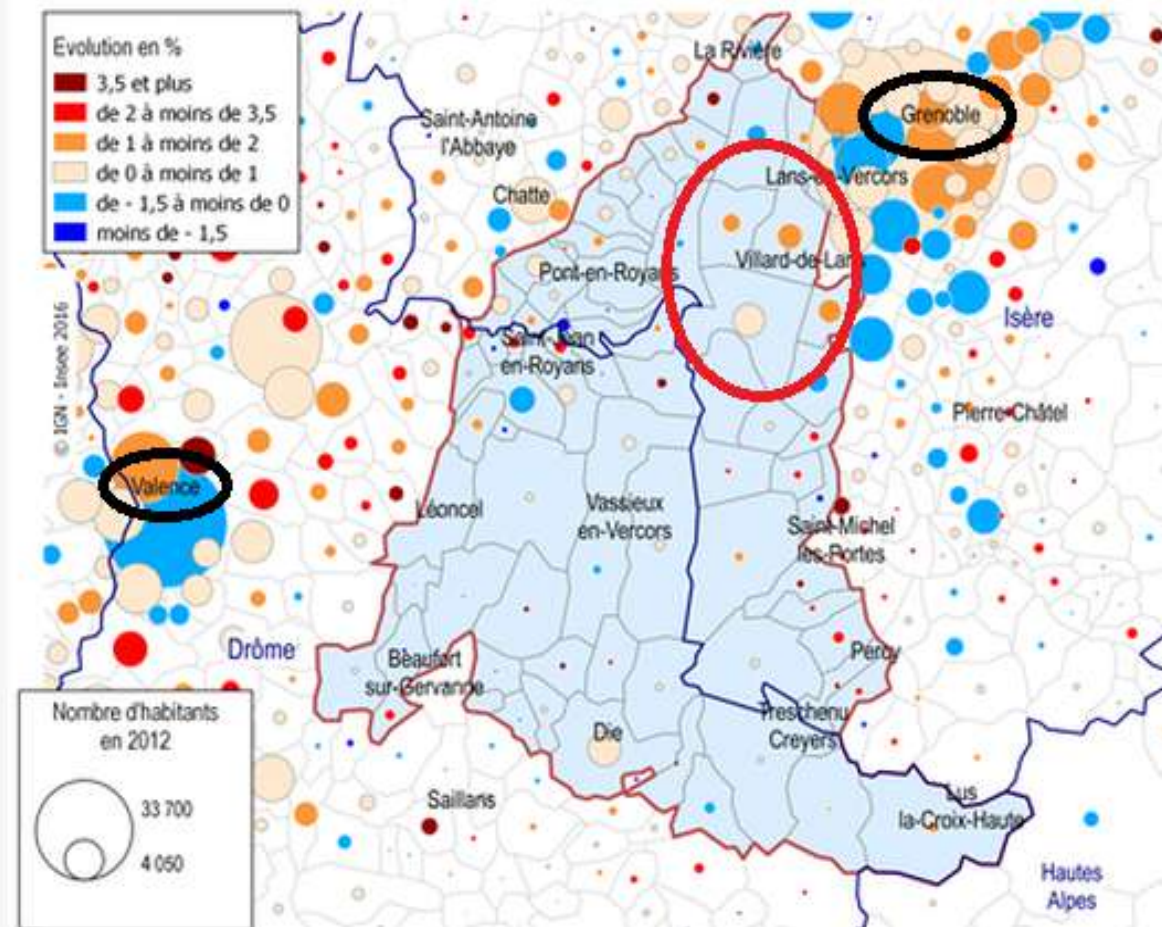 Evolution en %
3,5 et plus
de 2 à moins de 3,5
de 1 à moins de 2
de 0 à moins de 1
de - 1,5 à moins de 0
moins de - 1,5
La Rivière
Grenoble
Saint-Antoine
l'Abbaye
Lans-en-Vercors
Chatte
Pont-en-Royans
Villard-de-Lans
© IGN - Insee 2016
Isère
Saint-Jean
en-Royans
Pierre-Châtel
Valence
Léoncel
Vassieux
en-Vercors
Saint-Michel
les-Portes
Drôme
Beaufort
sur-Gervanne
Percy
Nombre d'habitants
en 2012
33 700
4 050
Die
Treschenu
Creyers
Saillans
Lus
la-Croix-Haute
Hautes
Alpes